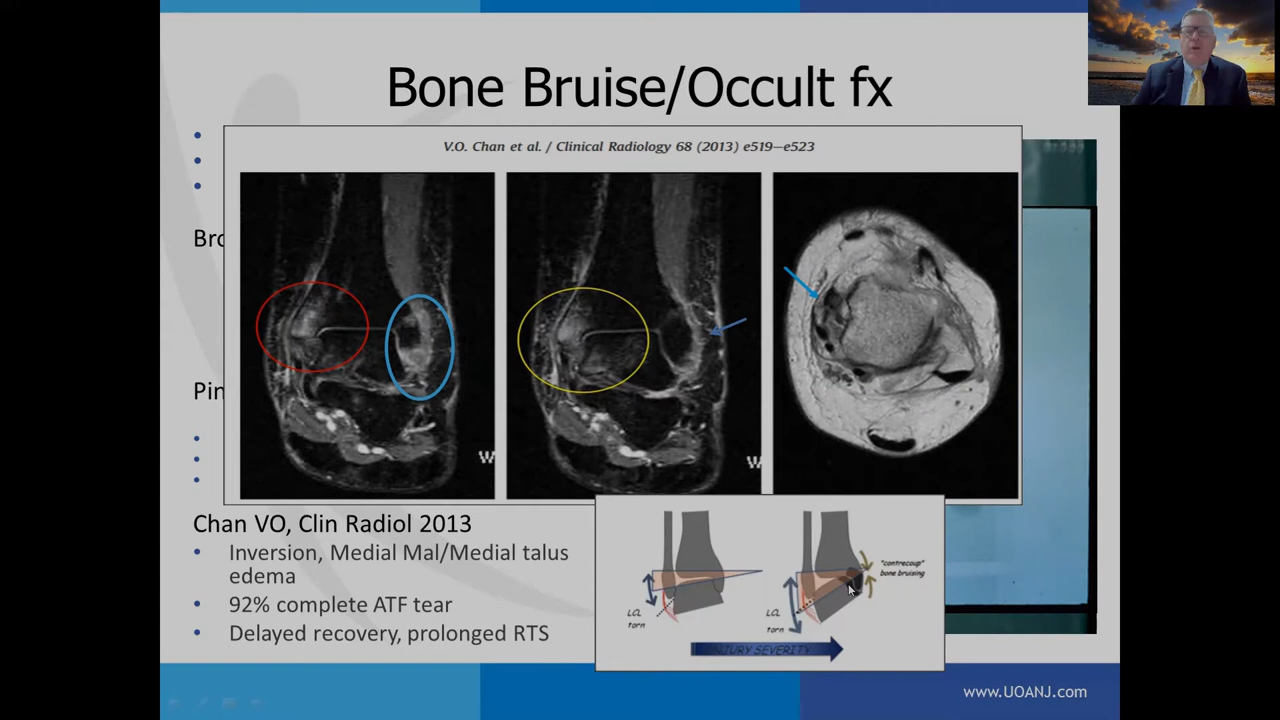 Bone Bruise/Occult fx
V.O. Chan et al. / Clinical Radiology 68 (2013) e519–e523
Bro
Pin
W
W
Chan VO, Clin Radiol 2013
• Inversion, Medial Mal/Medial talus
edema
• 92% complete ATF tear
• Delayed recovery, prolonged RTS
LCL
torn
LCL
torn
"contrecoup"
bone bruising
INJURY SEVERITY
www.UOANJ.com